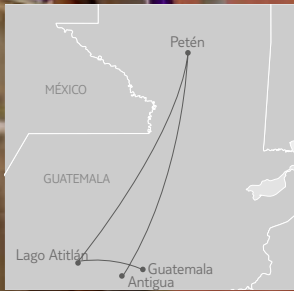 Petén
MÉXICO
GUATEMALA
Lago Atitlán
Guatemala
Antigua